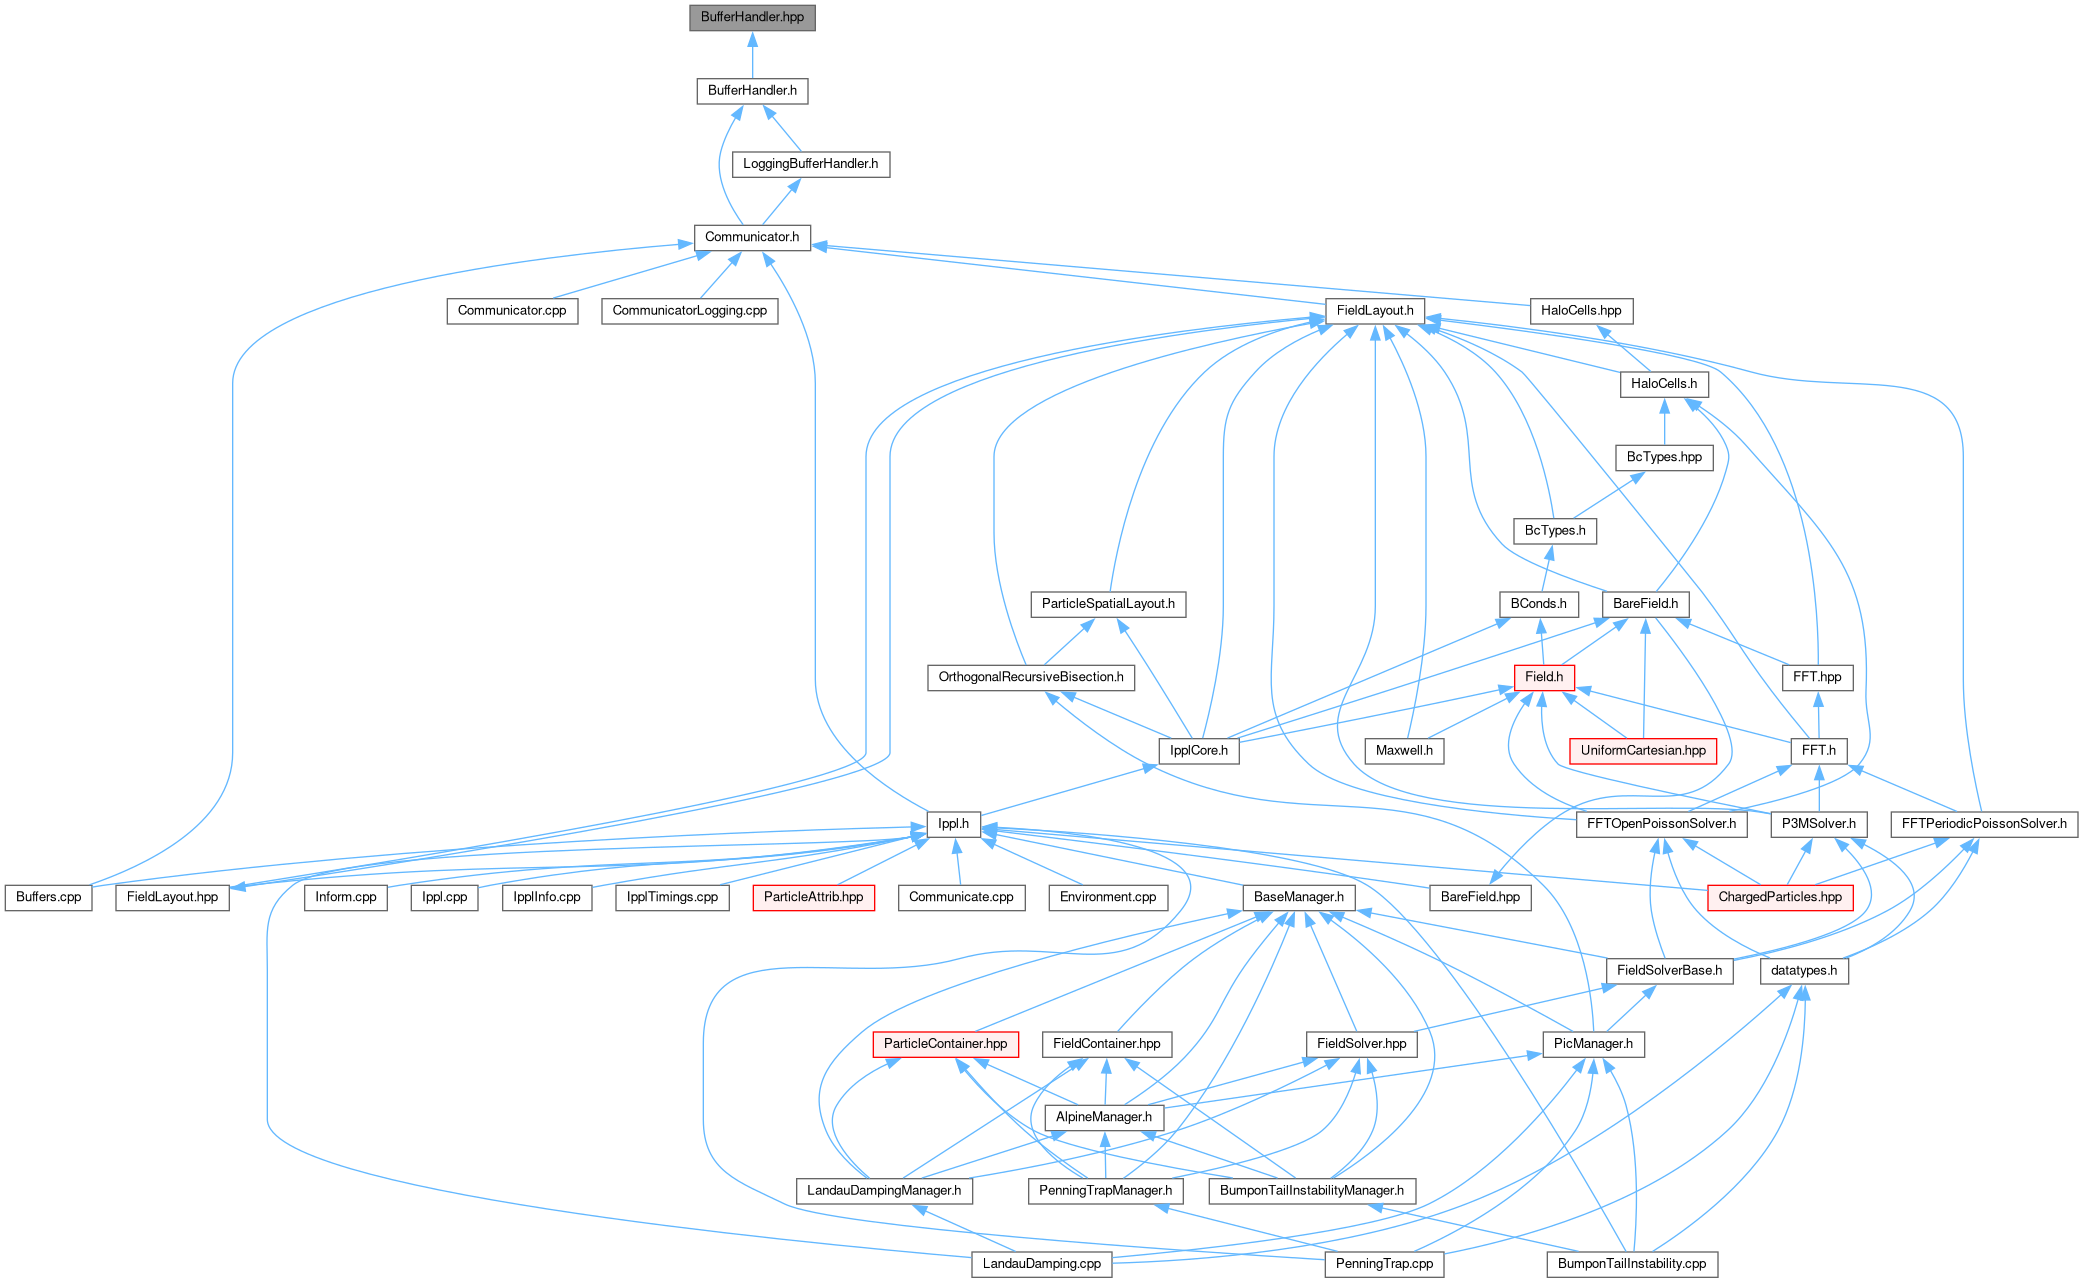 BufferHandler.hpp
BufferHandler.h
LoggingBufferHandler.h
Communicator.h
Communicator.cpp
CommunicatorLogging.cpp
FieldLayout.h
HaloCells.hpp
HaloCells.h
BcTypes.hpp
BcTypes.h
ParticleSpatialLayout.h
BConds.h
BareField.h
OrthogonalRecursiveBisection.h
Field.h
FFT.hpp
IpplCore.h
Maxwell.h
UniformCartesian.hpp
FFT.h
Ippl.h
FFTOpenPoissonSolver.h
P3MSolver.h
FFTPeriodicPoissonSolver.h
Buffers.cpp
FieldLayout.hpp
Inform.cpp
Ippl.cpp
IpplInfo.cpp
IpplTimings.cpp
ParticleAttrib.hpp
Communicate.cpp
Environment.cpp
BaseManager.h
BareField.hpp
ChargedParticles.hpp
FieldSolverBase.h
datatypes.h
ParticleContainer.hpp
FieldContainer.hpp
FieldSolver.hpp
PicManager.h
AlpineManager.h
LandauDampingManager.h
PenningTrapManager.h
BumponTailInstabilityManager.h
LandauDamping.cpp
PenningTrap.cpp
BumponTailInstability.cpp